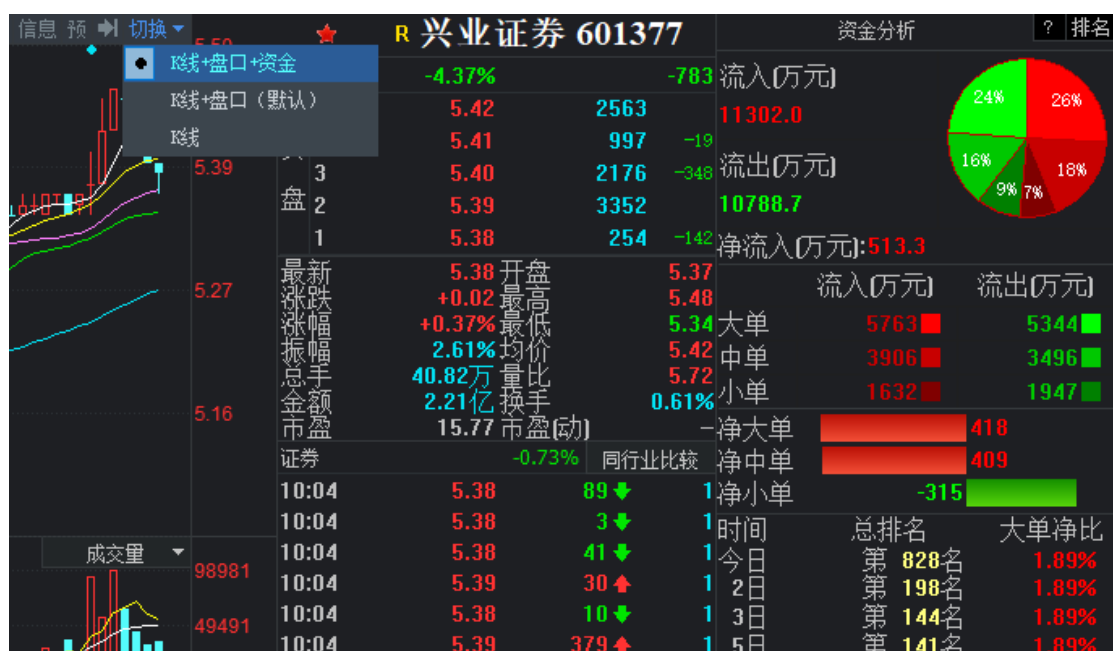 信息 预 切换
K线+盘口+资金
K线+盘口（默认）
K线
5.39
5.27
5.16
成交量
98981
49491
R 兴业证券 601377
-4.37% -783
5.42 2563
5.41 997 -19
3 5.40 2176 -348
盘 2 5.39 3352
1 5.38 254 -142
最新 5.38 开盘 5.37
涨跌 +0.02 最高 5.48
涨幅 +0.37% 最低 5.34
振幅 2.61% 均价 5.42
总手 40.82万 量比 5.72
金额 2.21亿 换手 0.61%
市盈 15.77 市盈(动) —
证券 -0.73% 同行业比较
10:04 5.38 89 1
10:04 5.38 3 1
10:04 5.38 41 1
10:04 5.39 30 1
10:04 5.38 10 1
10:04 5.39 379 1
资金分析 ? 排名
流入(万元)
11302.0
流出(万元)
10788.7
净流入(万元):513.3
24% 26%
16% 18%
9% 7%
流入(万元) 流出(万元)
大单 5763 5344
中单 3906 3496
小单 1632 1947
净大单 418
净中单 409
净小单 -315
时间 总排名 大单净比
今日 第 828名 1.89%
2日 第 198名 1.89%
3日 第 144名 1.89%
5日 第 141名 1.89%